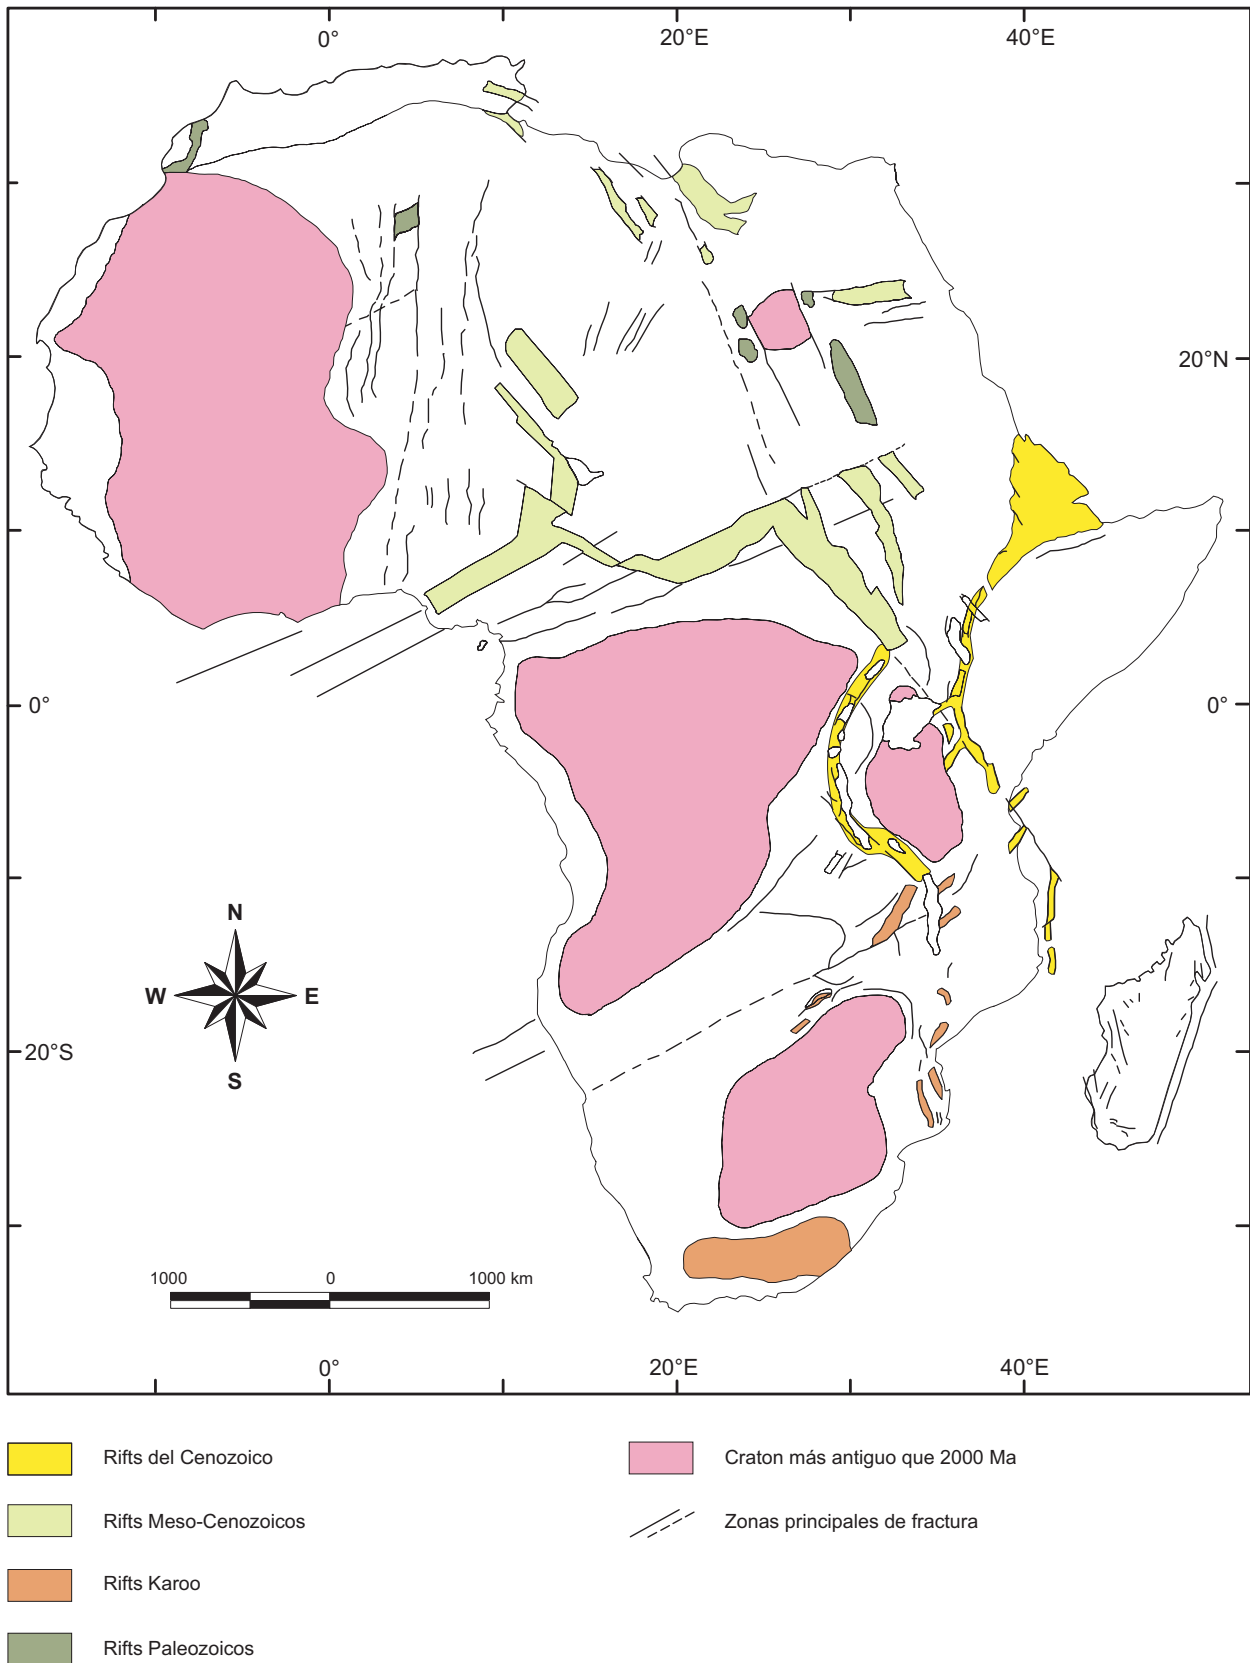 0° 20°E 40°E
20°N
0° 0°
N
W E
S
20°S
1000 0 1000 km
0° 20°E 40°E
Rifts del Cenozoico
Craton más antiguo que 2000 Ma
Rifts Meso-Cenozoicos
Zonas principales de fractura
Rifts Karoo
Rifts Paleozoicos